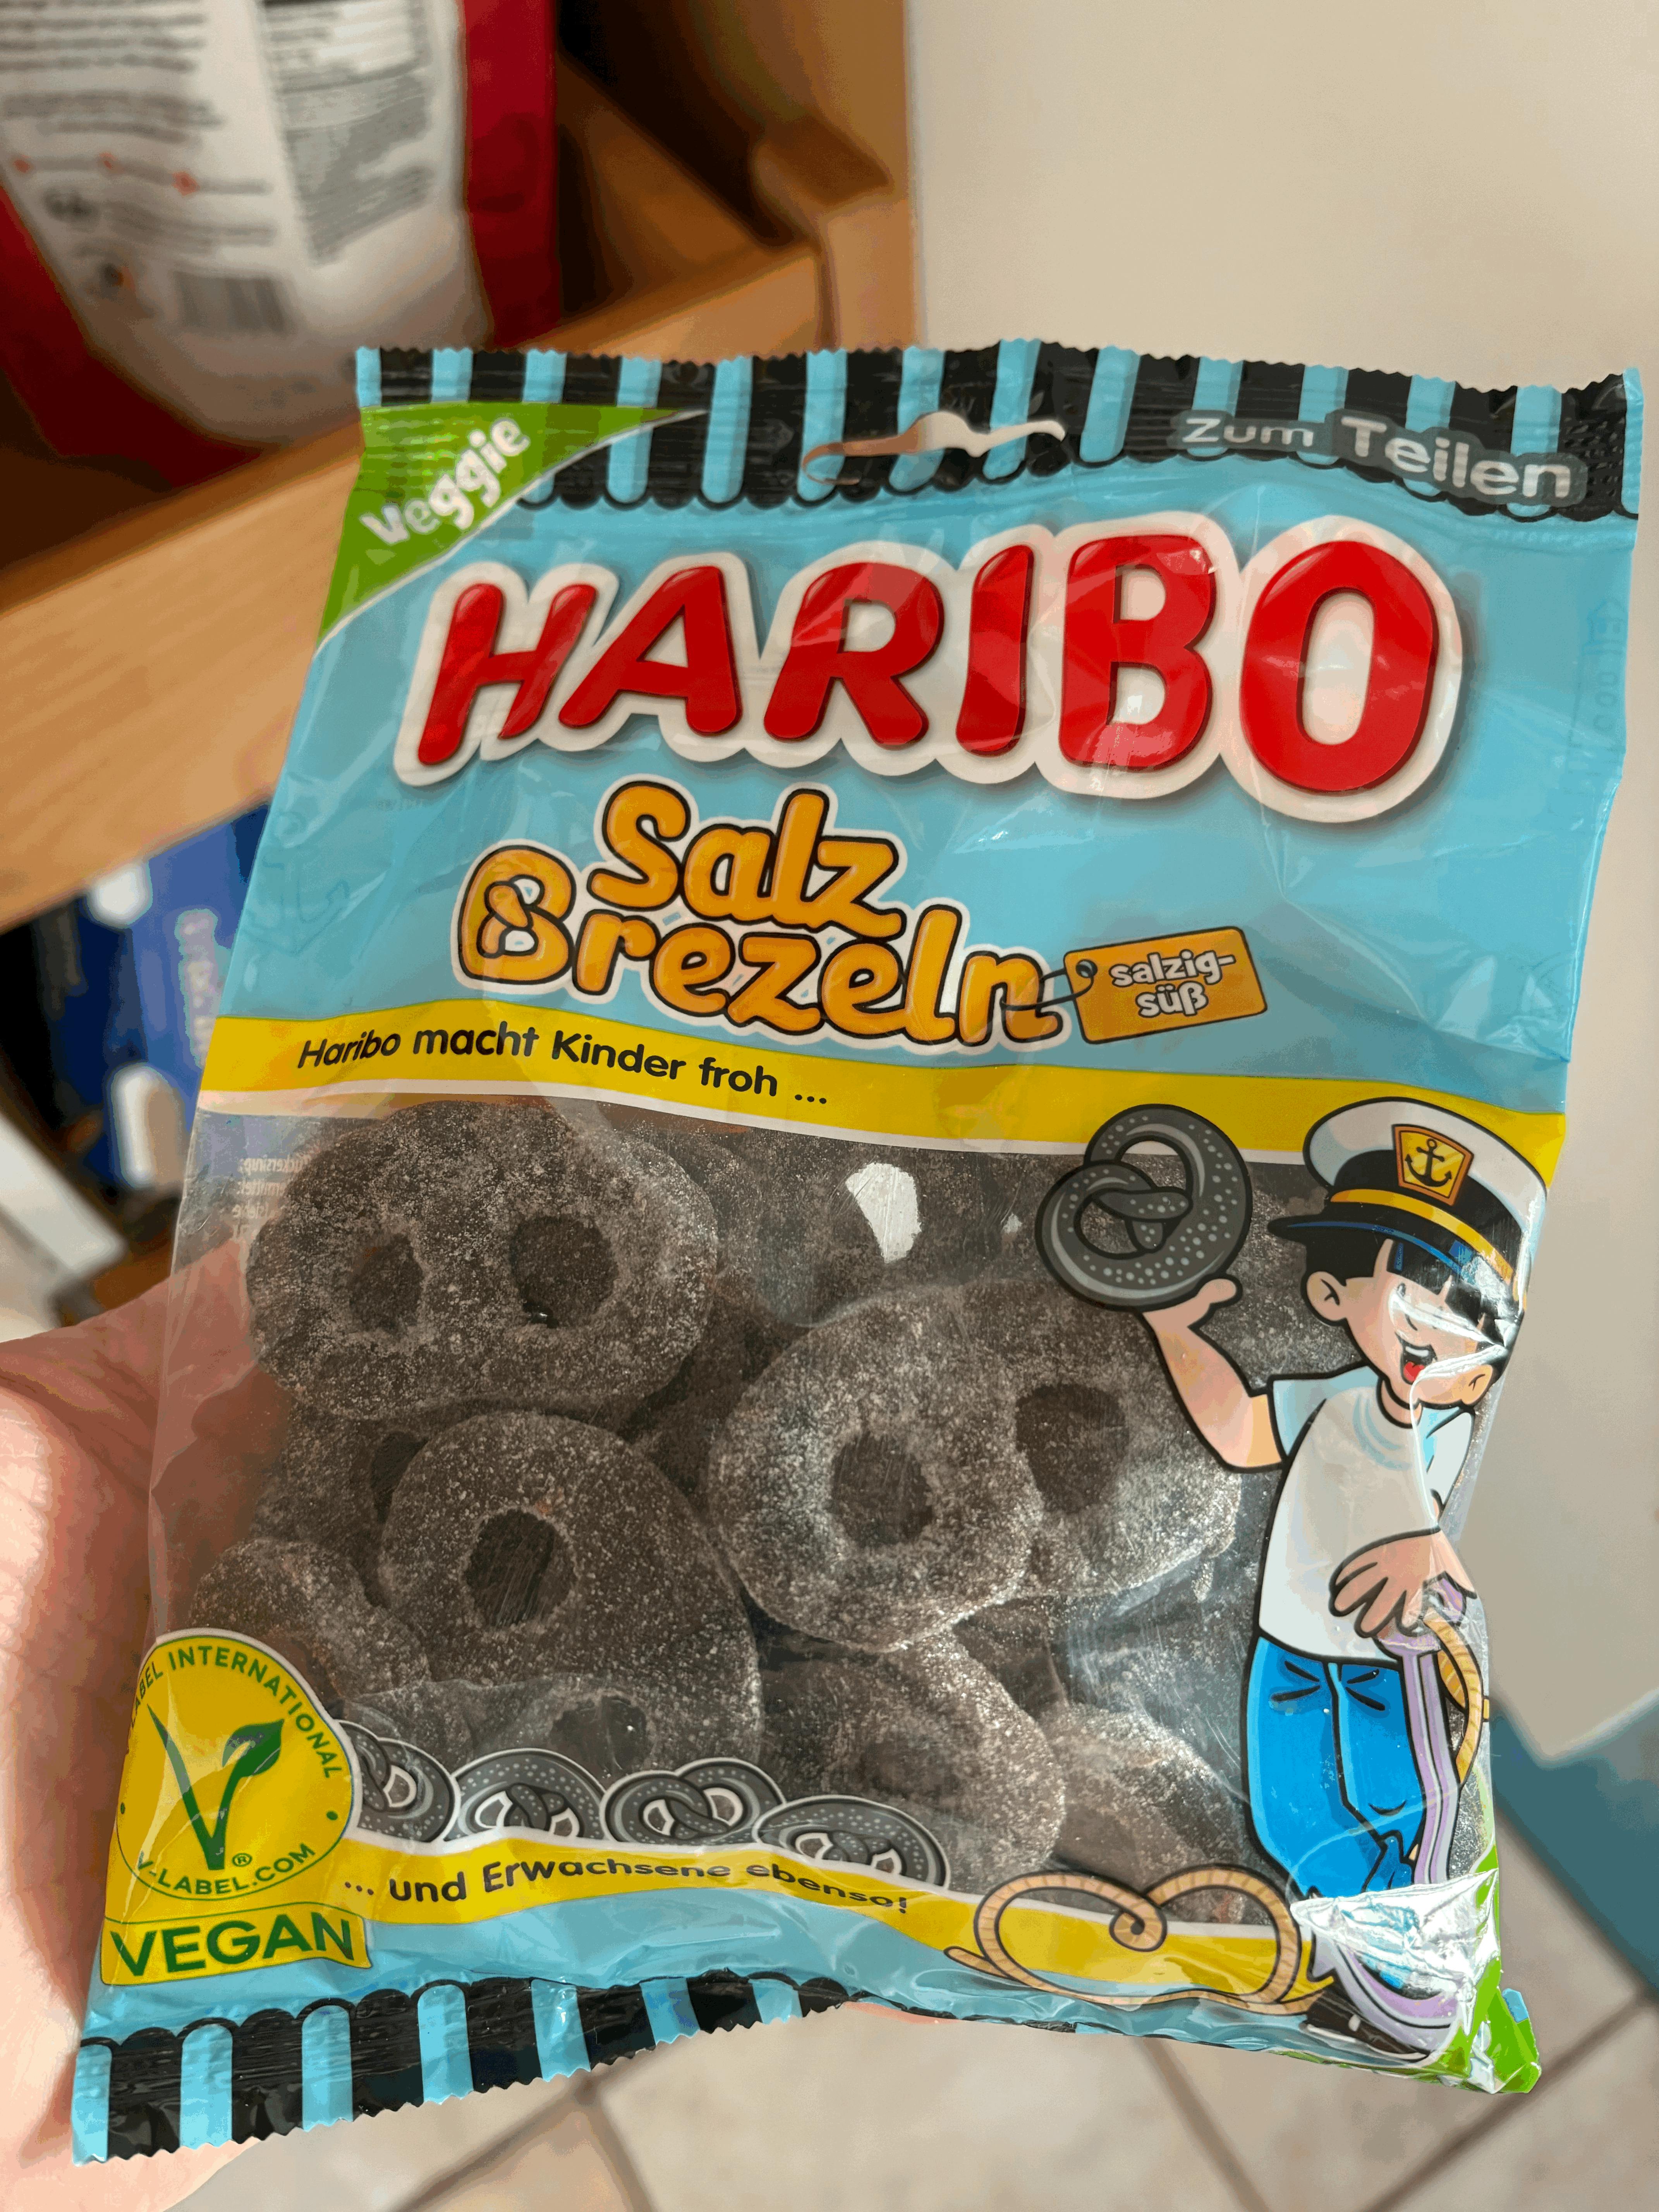 Veggie
Zum Teilen
HARIBO
Salz
Brezeln
salzig-
süß
Haribo macht Kinder froh ...
LABEL INTERNATIONAL
V-LABEL.COM
®
VEGAN
... und Erwachsene ebenso!